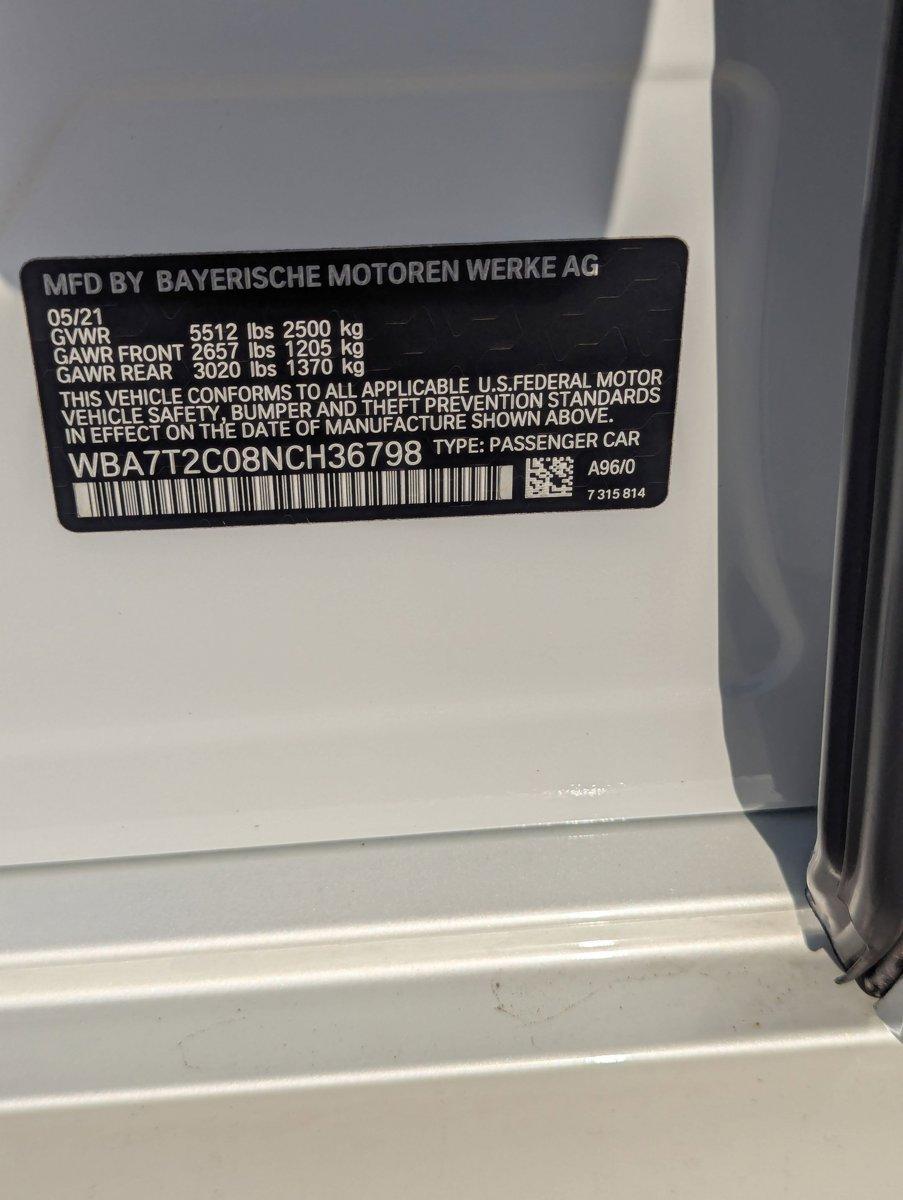 MFD BY BAYERISCHE MOTOREN WERKE AG
05/21
GVWR 5512 lbs 2500 kg
GAWR FRONT 2657 lbs 1205 kg
GAWR REAR 3020 lbs 1370 kg
THIS VEHICLE CONFORMS TO ALL APPLICABLE U.S.FEDERAL MOTOR
VEHICLE SAFETY, BUMPER AND THEFT PREVENTION STANDARDS
IN EFFECT ON THE DATE OF MANUFACTURE SHOWN ABOVE.
WBA7T2C08NCH36798 TYPE: PASSENGER CAR
A96/0
7 315 814